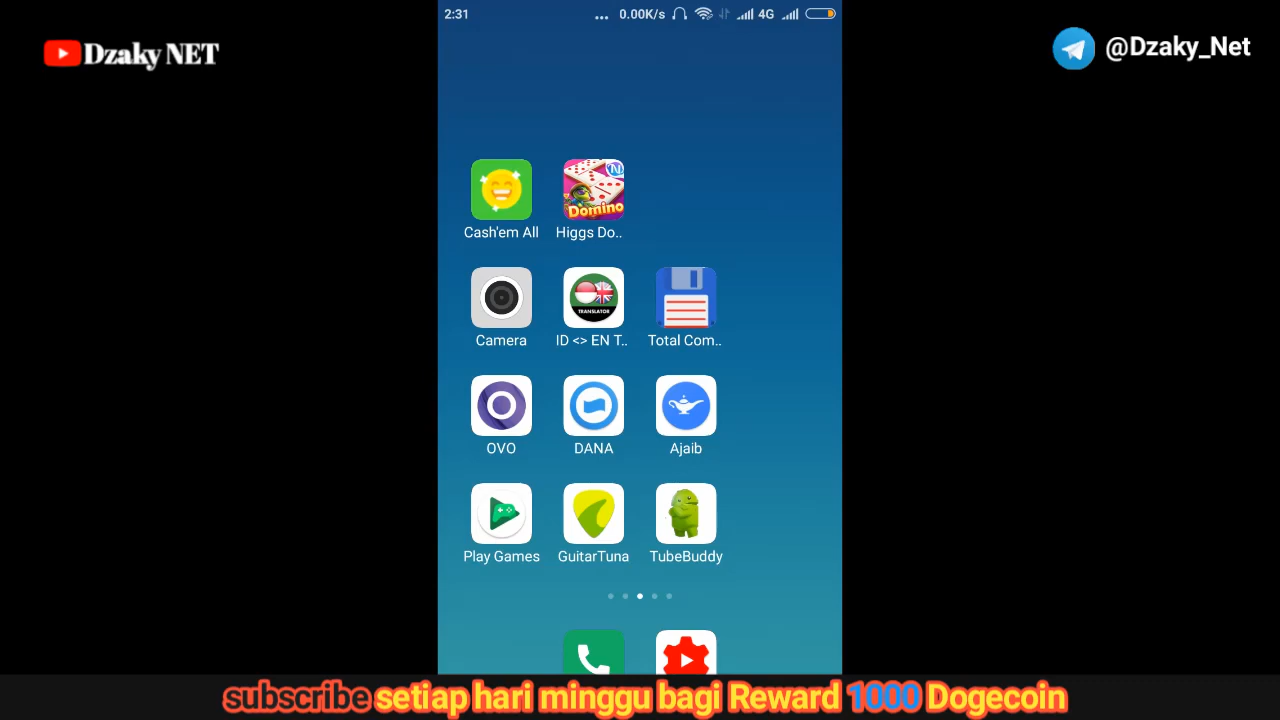 2:31
... 0.00K/s 4G
Dzaky NET
@Dzaky_Net
Domino
Cash'em All
Higgs Do..
TRANSLATOR
Camera
ID <> EN T..
Total Com..
OVO
DANA
Ajaib
Play Games
GuitarTuna
TubeBuddy
subscribe setiap hari minggu bagi Reward 1000 Dogecoin